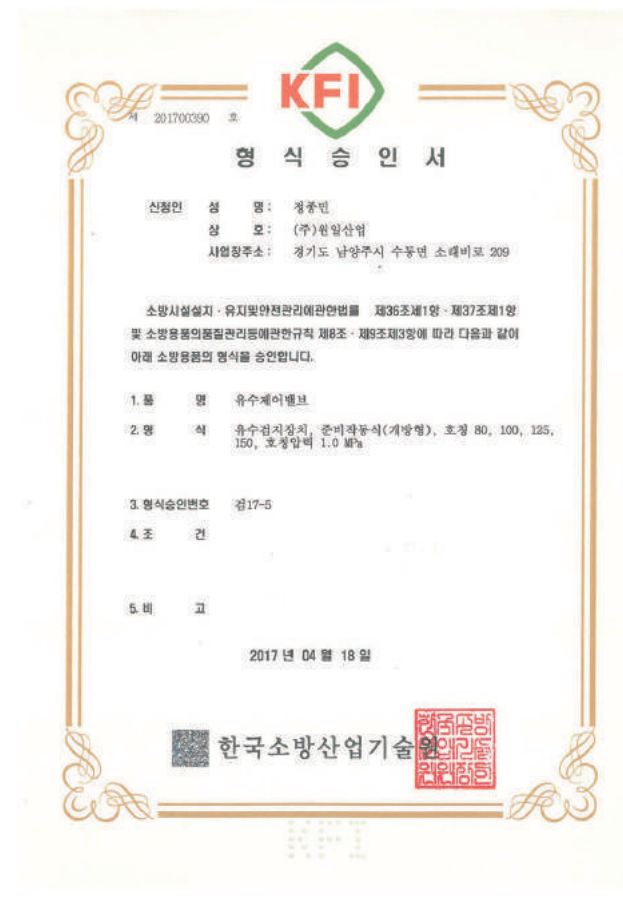 KFI
제 201700390 호
형 식 승 인 서
신청인 성 명 : 정종민
상 호 : (주)원일산업
사업장주소 : 경기도 남양주시 수동면 소래비로 209
소방시설설치ㆍ유지및안전관리에관한법률 제36조제1항ㆍ제37조제1항
및 소방용품의품질관리등에관한규칙 제8조ㆍ제9조제3항에 따라 다음과 같이
아래 소방용품의 형식을 승인합니다.
1. 품 명 유수제어밸브
2. 형 식 유수검지장치, 준비작동식(개방형), 호칭 80, 100, 125,
150, 호칭압력 1.0 MPa
3. 형식승인번호 검17-5
4. 조 건
5. 비 고
2017 년 04 월 18 일
한국소방산업기술원
KFI